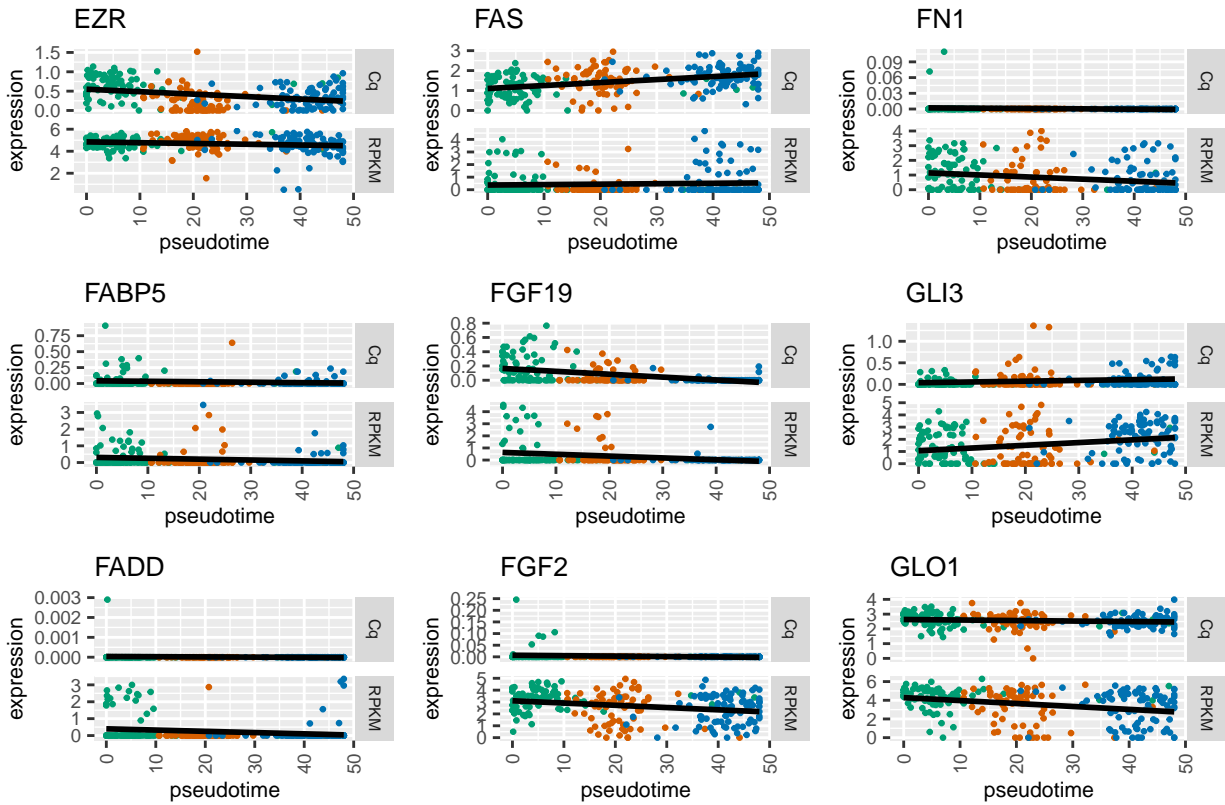 EZR
expression
1.5
1.0
0.5
0.0
Cq
6
4
2
RPKM
0 10 20 30 40 50
pseudotime
FAS
expression
3
2
1
0
Cq
4
3
2
1
0
RPKM
0 10 20 30 40 50
pseudotime
FN1
expression
0.09
0.06
0.03
0.00
Cq
4
3
2
1
0
RPKM
0 10 20 30 40 50
pseudotime
FABP5
expression
0.75
0.50
0.25
0.00
Cq
3
2
1
0
RPKM
0 10 20 30 40 50
pseudotime
FGF19
expression
0.8
0.6
0.4
0.2
0.0
Cq
4
3
2
1
0
RPKM
0 10 20 30 40 50
pseudotime
GLI3
expression
1.0
0.5
0.0
Cq
5
4
3
2
1
0
RPKM
0 10 20 30 40 50
pseudotime
FADD
expression
0.003
0.002
0.001
0.000
Cq
3
2
1
0
RPKM
0 10 20 30 40 50
pseudotime
FGF2
expression
0.25
0.20
0.15
0.10
0.05
0.00
Cq
5
4
3
2
1
0
RPKM
0 10 20 30 40 50
pseudotime
GLO1
expression
4
3
2
1
0
Cq
6
4
2
0
RPKM
0 10 20 30 40 50
pseudotime